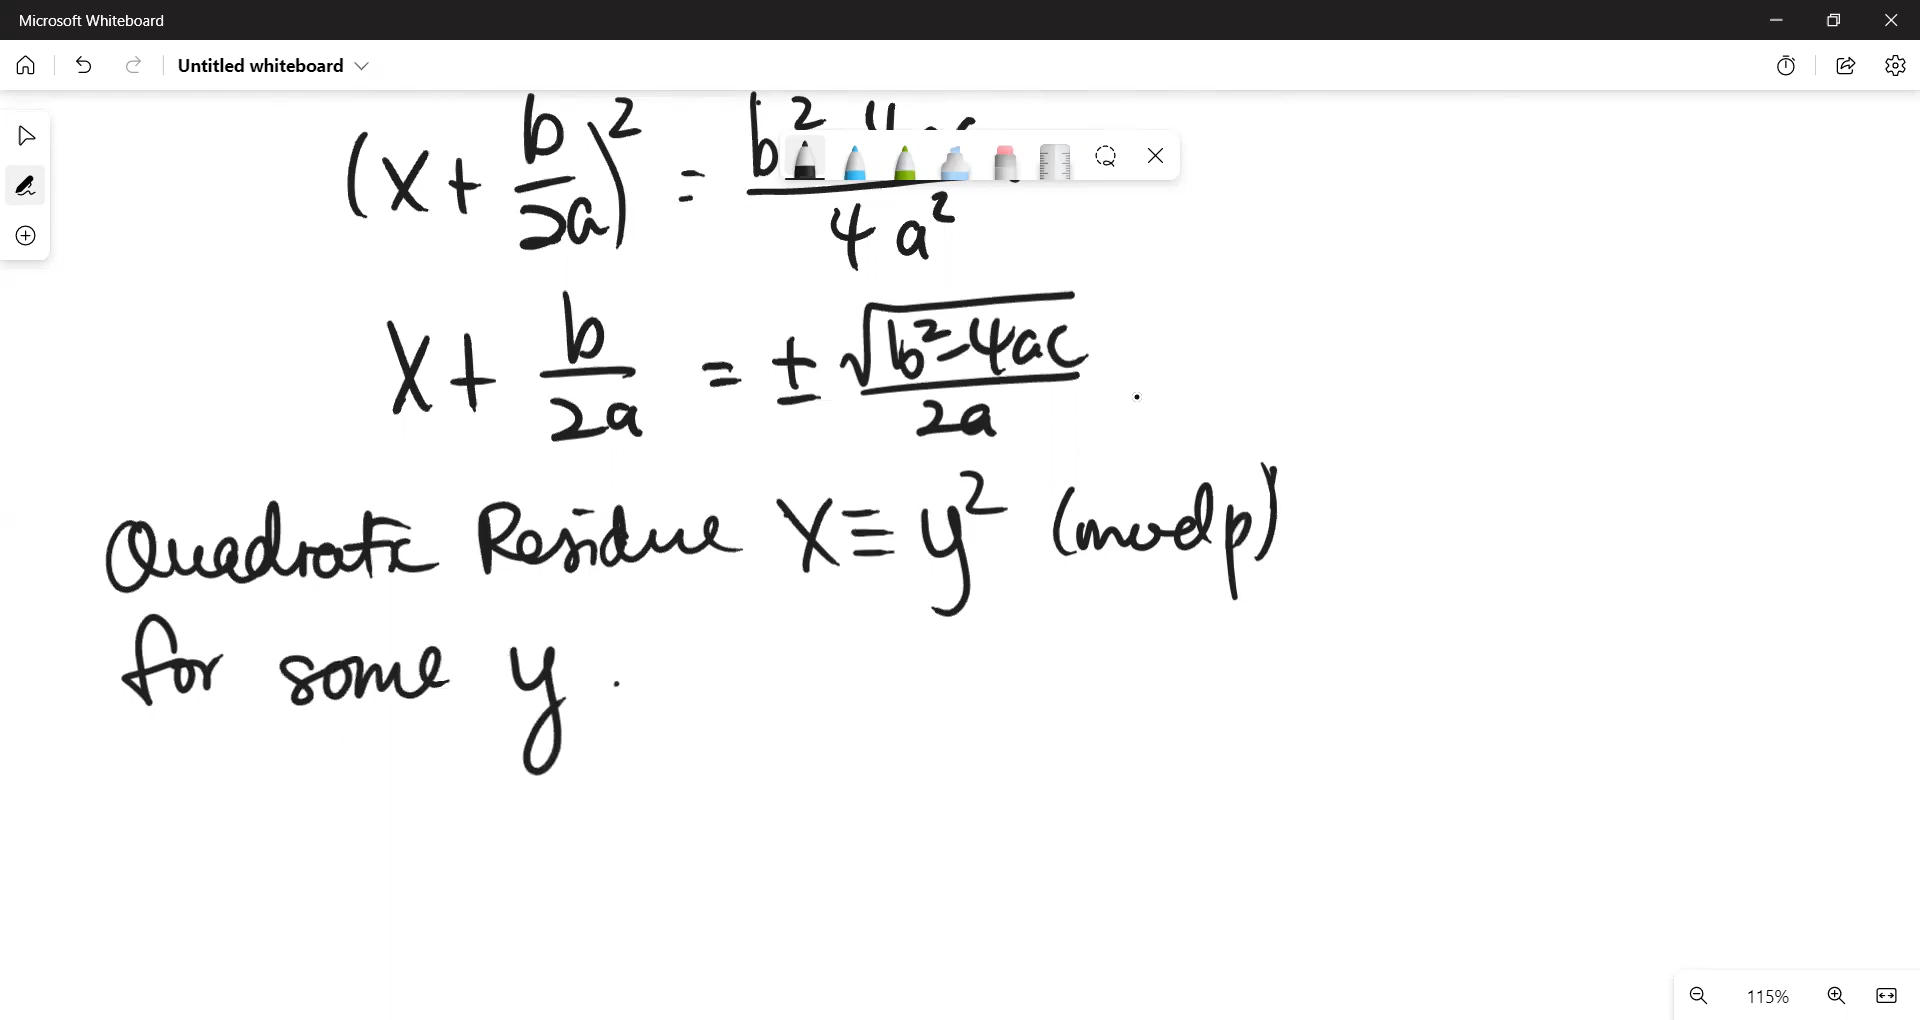 Microsoft Whiteboard
Untitled whiteboard
(x + b/2a)² = b² 4ac / 4a²
x + b/2a = ± √b²-4ac / 2a
Quadratic Residue x ≡ y² (mod p)
for some y .
115%